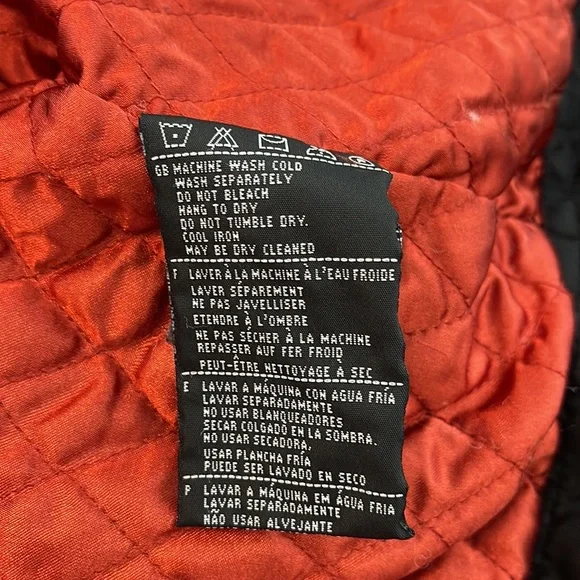 GB MACHINE WASH COLD
WASH SEPARATELY
DO NOT BLEACH
HANG TO DRY
DO NOT TUMBLE DRY.
COOL IRON
MAY BE DRY CLEANED
F LAVER À LA MACHINE À L'EAU FROIDE
LAVER SÉPAREMENT
NE PAS JAVELLISER
ETENDRE À L'OMBRE
NE PAS SÉCHER À LA MACHINE
REPASSER AUF FER FROID
PEUT-ÊTRE NETTOYAGE À SEC
E LAVAR A MÁQUINA CON AGUA FRÍA
LAVAR SEPARADAMENTE
NO USAR BLANQUEADORES
SECAR COLGADO EN LA SOMBRA.
NO USAR SECADORA,
USAR PLANCHA FRÍA
PUEDE SER LAVADO EN SECO
P LAVAR A MÁQUINA EM ÁGUA FRIA
LAVAR SEPARADAMENTE
NÃO USAR ALVEJANTE